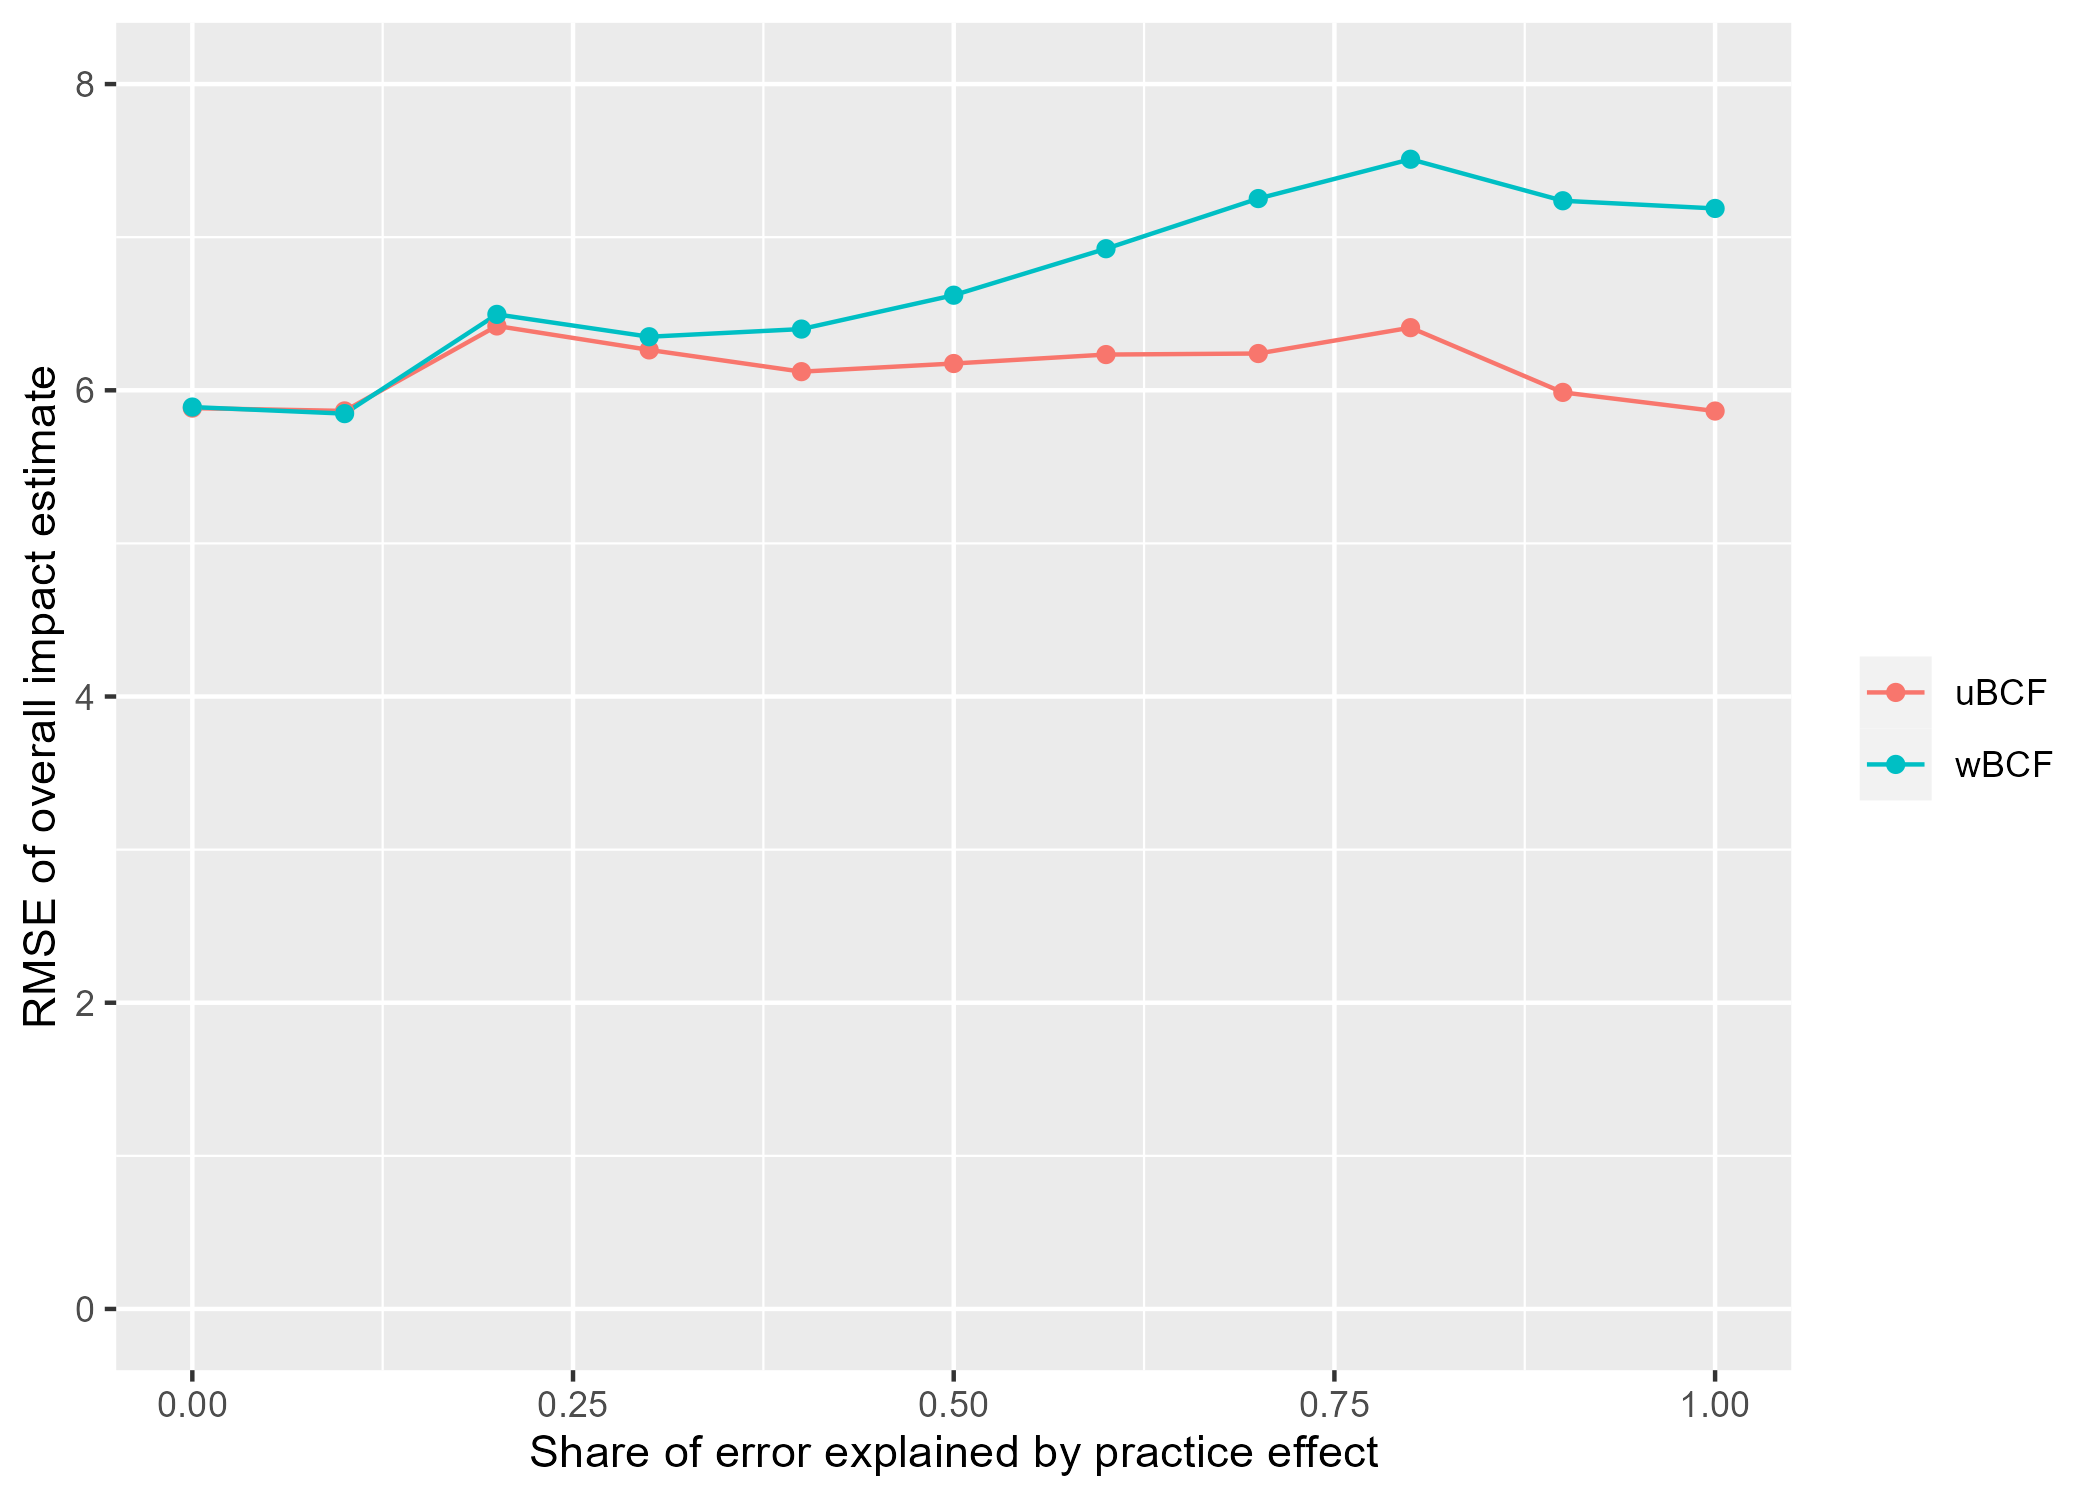 RMSE of overall impact estimate
8
6
4
2
0
0.00 0.25 0.50 0.75 1.00
Share of error explained by practice effect
uBCF
wBCF